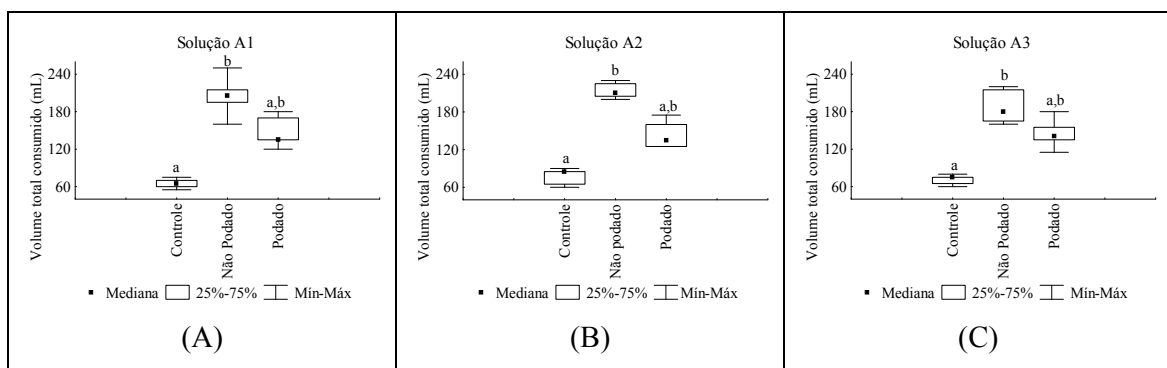 Solução A1
Volume total consumido (mL)
240
180
120
60
a
b
a,b
Controle
Não Podado
Podado
Mediana 25%-75% Mín-Máx
(A)
Solução A2
Volume total consumido (mL)
240
180
120
60
a
b
a,b
Controle
Não podado
Podado
Mediana 25%-75% Mín-Máx
(B)
Solução A3
Volume total consumido (mL)
240
180
120
60
a
b
a,b
Controle
Não Podado
Podado
Mediana 25%-75% Mín-Máx
(C)